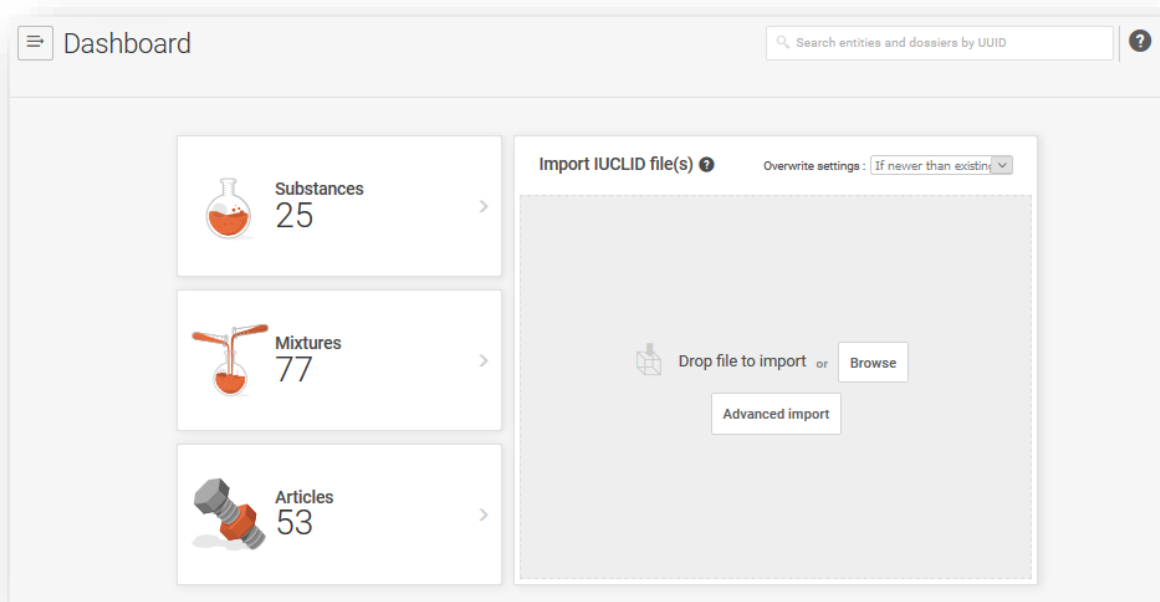 Dashboard
Search entities and dossiers by UUID
Substances
25
Mixtures
77
Articles
53
Import IUCLID file(s)
Overwrite settings : If newer than existing
Drop file to import or Browse
Advanced import